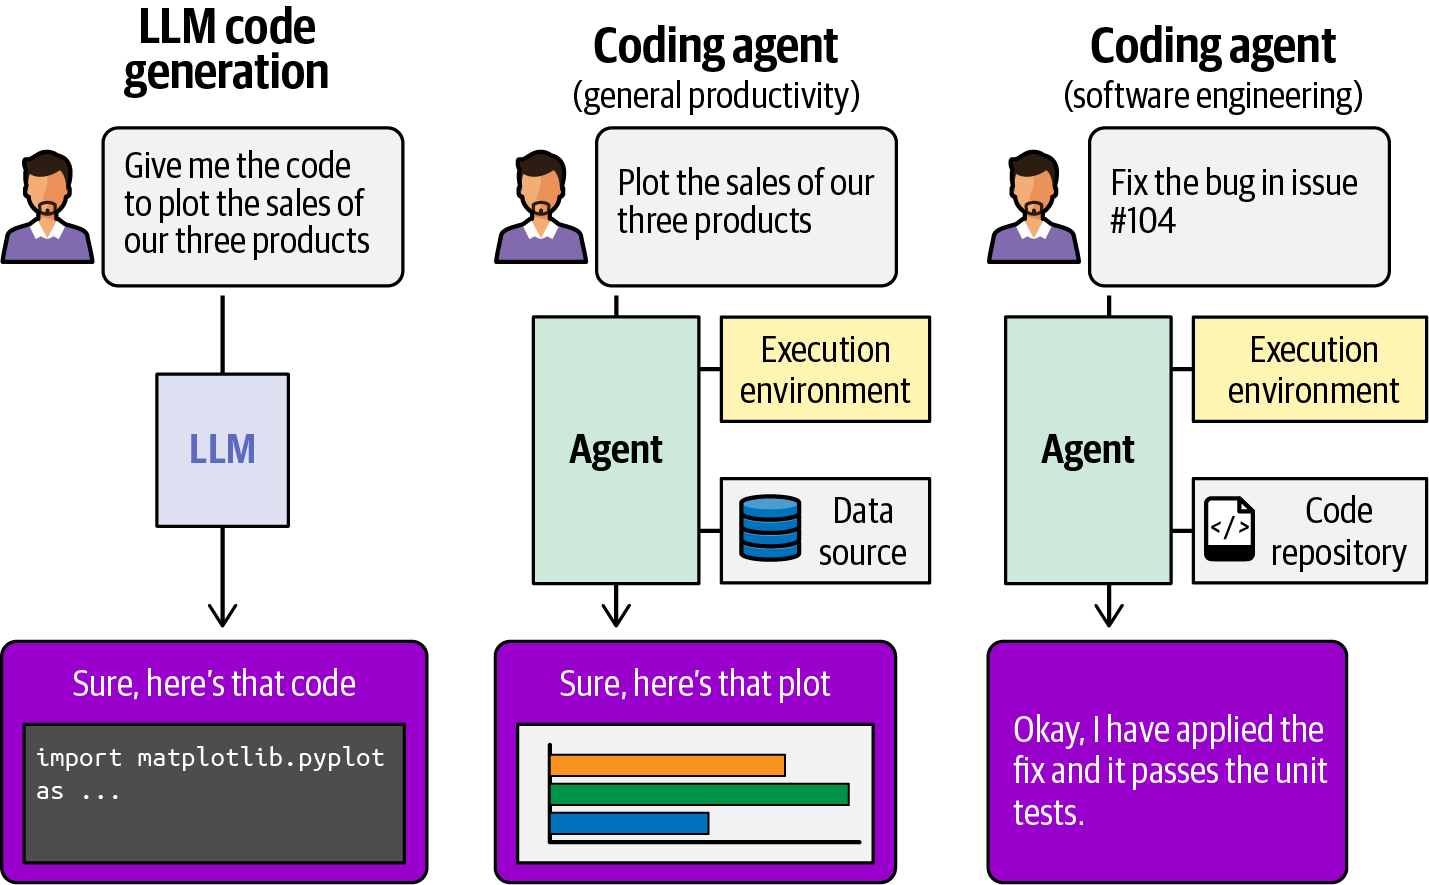 LLM code
generation
Give me the code
to plot the sales of
our three products
LLM
Sure, here's that code
import matplotlib.pyplot
as ...
Coding agent
(general productivity)
Plot the sales of our
three products
Execution
environment
Agent
Data
source
Sure, here's that plot
Coding agent
(software engineering)
Fix the bug in issue
#104
Execution
environment
Agent
</>
Code
repository
Okay, I have applied the
fix and it passes the unit
tests.